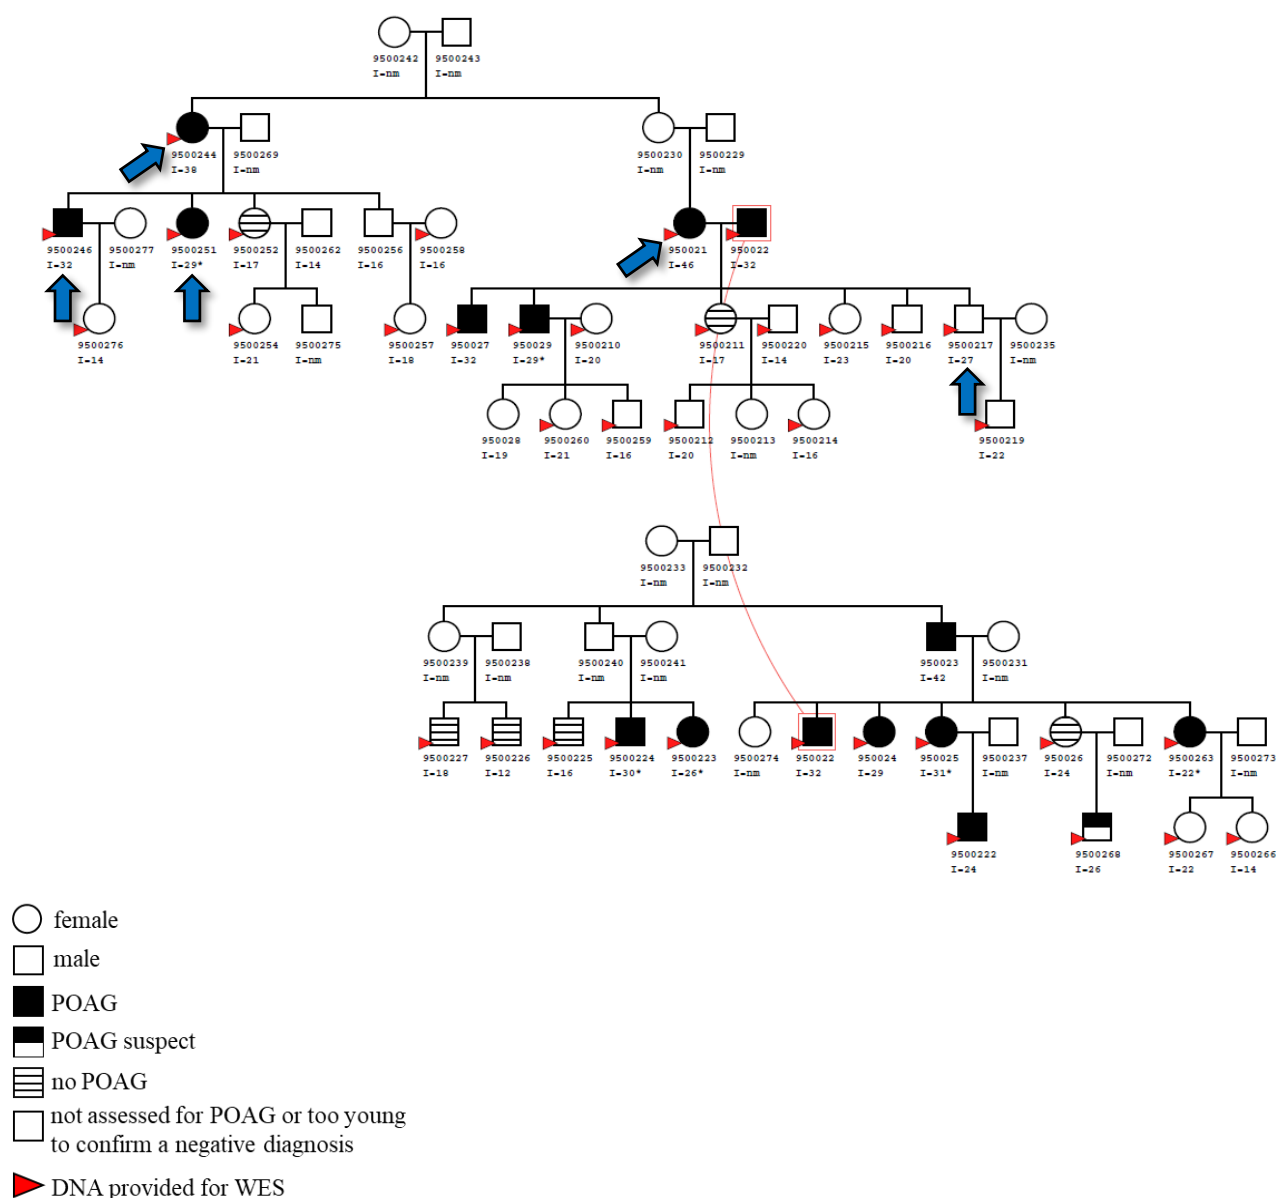 9500242 9500243
I=nm I=nm
9500244 9500269 9500230 9500229
I=38 I=nm I=nm I=nm
9500246 9500277 9500251 9500252 9500262 9500256 9500258 950021 950022
I=32 I=nm I=29* I=17 I=14 I=16 I=16 I=46 I=32
9500276 9500254 9500275 9500257 950027 950029 9500210 9500211 9500220 9500215 9500216 9500217 9500235
I=14 I=21 I=nm I=18 I=32 I=29* I=20 I=17 I=14 I=23 I=20 I=27 I=nm
950028 9500260 9500259 9500212 9500213 9500214 9500219
I=19 I=21 I=16 I=20 I=nm I=16 I=22
9500233 9500232
I=nm I=nm
9500239 9500238 9500240 9500241 950023 9500231
I=nm I=nm I=nm I=nm I=42 I=nm
9500227 9500226 9500225 9500224 9500223 9500274 950022 950024 950025 9500237 950026 9500272 9500263 9500273
I=18 I=12 I=16 I=30* I=26* I=nm I=32 I=29 I=31* I=nm I=24 I=nm I=22* I=nm
9500222 9500268 9500267 9500266
I=24 I=26 I=22 I=14
female
male
POAG
POAG suspect
no POAG
not assessed for POAG or too young
to confirm a negative diagnosis
DNA provided for WES